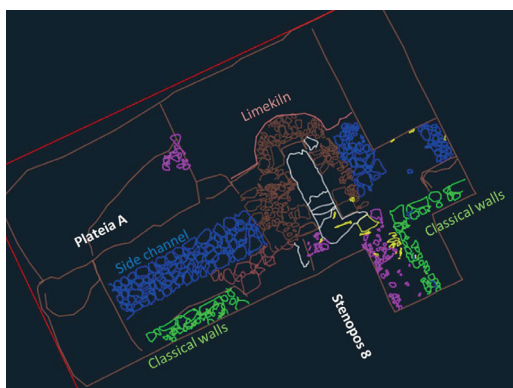 Limekiln
Plateia A
Side channel
Classical walls
Classical walls
Stenopos 8